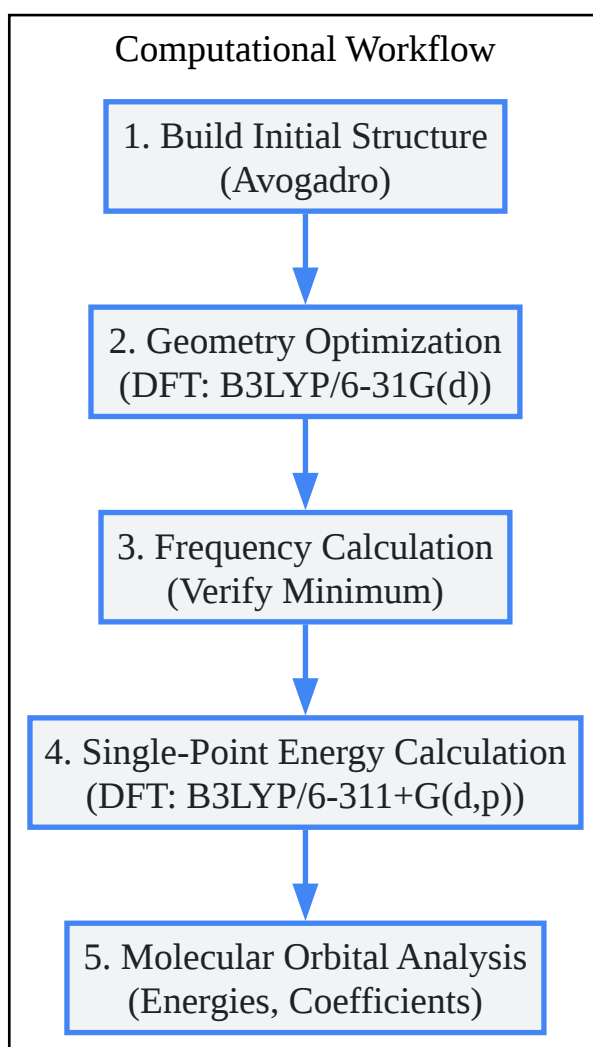 Computational Workflow
1. Build Initial Structure
(Avogadro)
2. Geometry Optimization
(DFT: B3LYP/6-31G(d))
3. Frequency Calculation
(Verify Minimum)
4. Single-Point Energy Calculation
(DFT: B3LYP/6-311+G(d,p))
5. Molecular Orbital Analysis
(Energies, Coefficients)